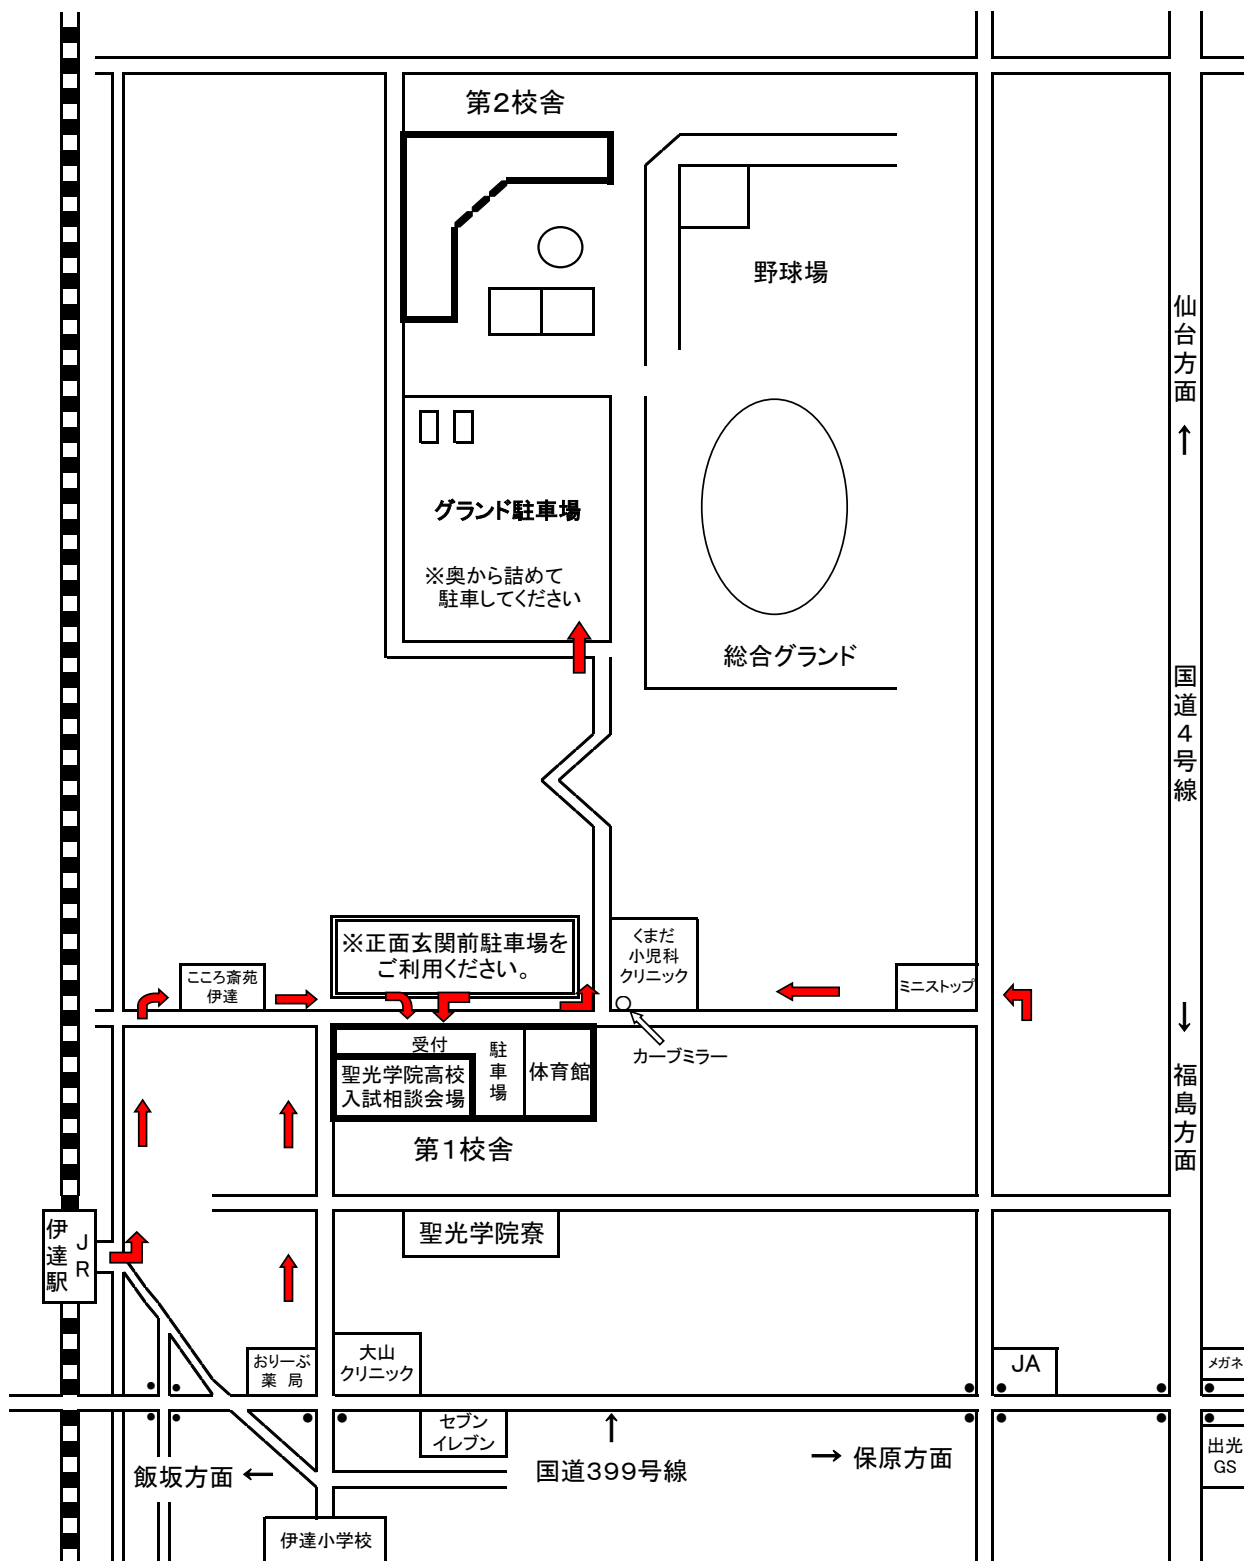 第2校舎
野球場
仙台方面
↑
グランド駐車場
※奥から詰めて
駐車してください
総合グランド
国道4号線
※正面玄関前駐車場を
ご利用ください。
くまだ
小児科
クリニック
こころ斎苑
伊達
ミニストップ
カーブミラー
↓
福島方面
受付
聖光学院高校
入試相談会場
駐車場
体育館
第1校舎
聖光学院寮
JR
伊達駅
おりーぶ
薬局
大山
クリニック
JA
メガネ
セブン
イレブン
↑
国道399号線
→ 保原方面
飯坂方面 ←
出光
GS
伊達小学校